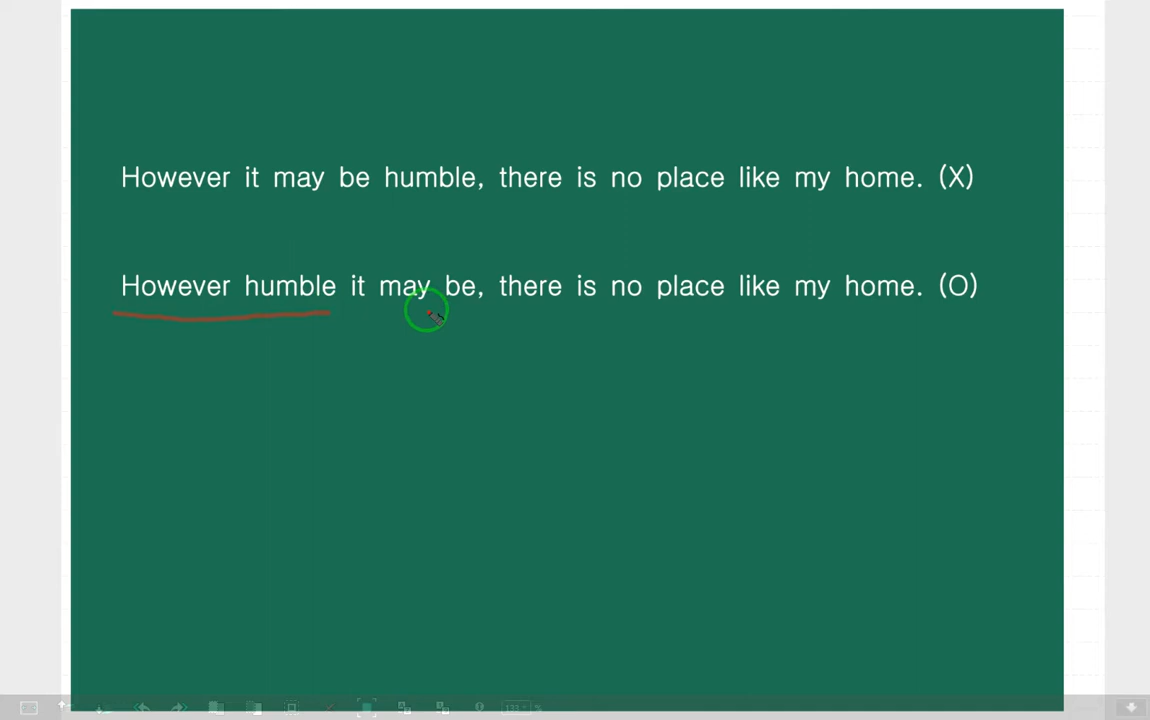 However it may be humble, there is no place like my home. (X)
However humble it may be, there is no place like my home. (O)
133 %